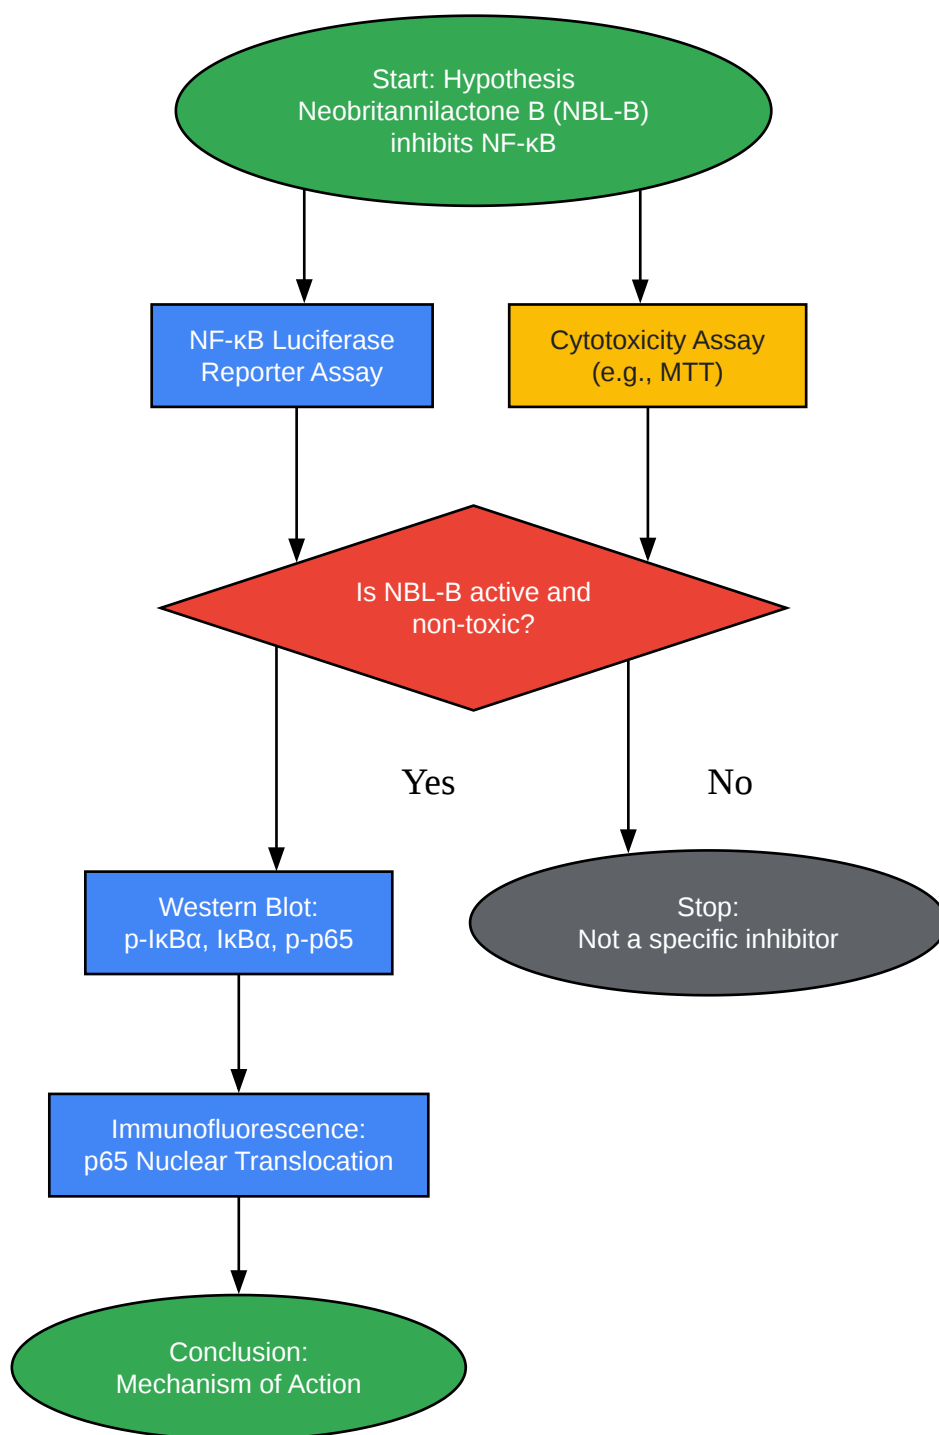 Start: Hypothesis
Neobritannilactone B (NBL-B)
inhibits NF-κB
NF-κB Luciferase
Reporter Assay
Cytotoxicity Assay
(e.g., MTT)
Is NBL-B active and
non-toxic?
Yes
No
Western Blot:
p-IκBα, IκBα, p-p65
Stop:
Not a specific inhibitor
Immunofluorescence:
p65 Nuclear Translocation
Conclusion:
Mechanism of Action